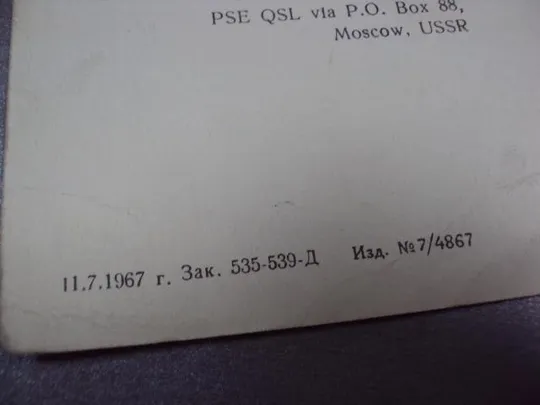 PSE QSL via P.O. Box 88,
Moscow, USSR
11.7.1967 г. Зак. 535-539-Д Изд. №7/4867